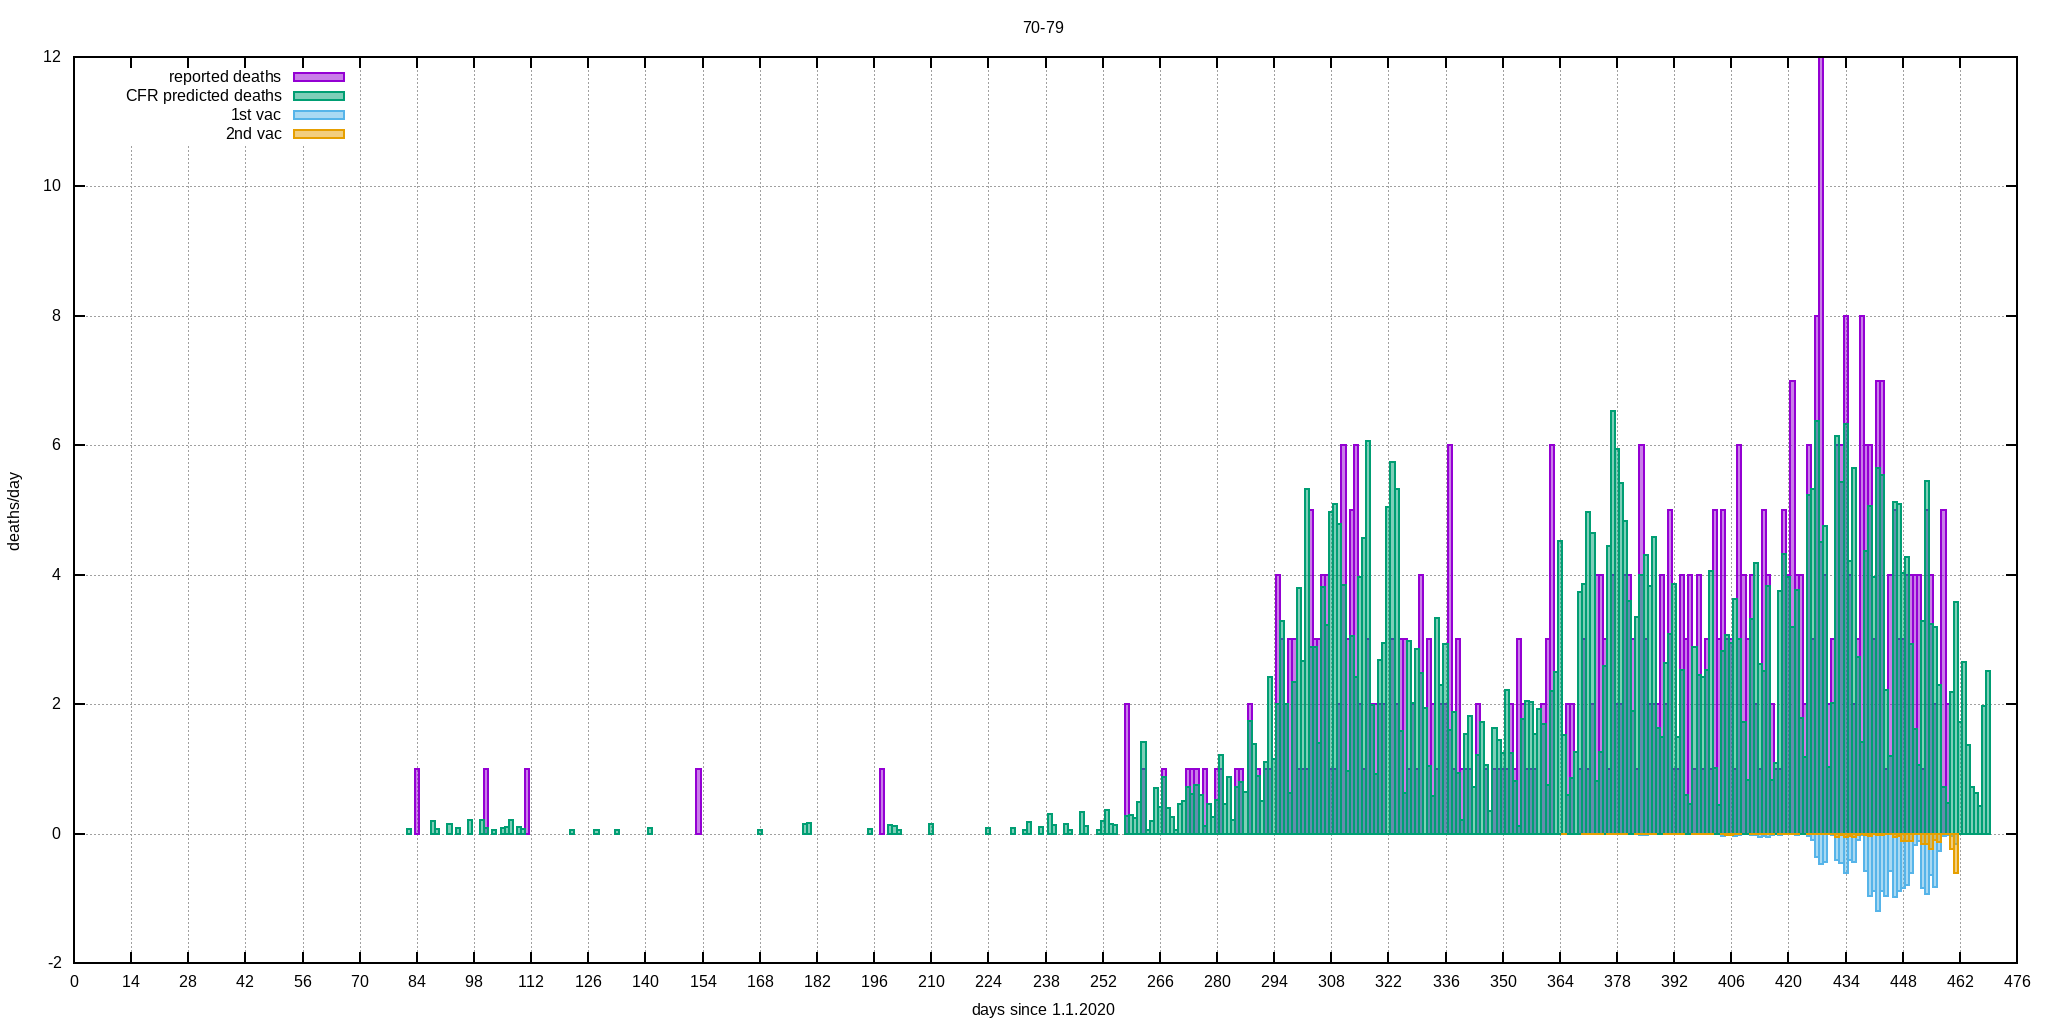 70-79
reported deaths
CFR predicted deaths
1st vac
2nd vac
12
10
8
6
4
2
0
-2
deaths/day
0 14 28 42 56 70 84 98 112 126 140 154 168 182 196 210 224 238 252 266 280 294 308 322 336 350 364 378 392 406 420 434 448 462 476
days since 1.1.2020